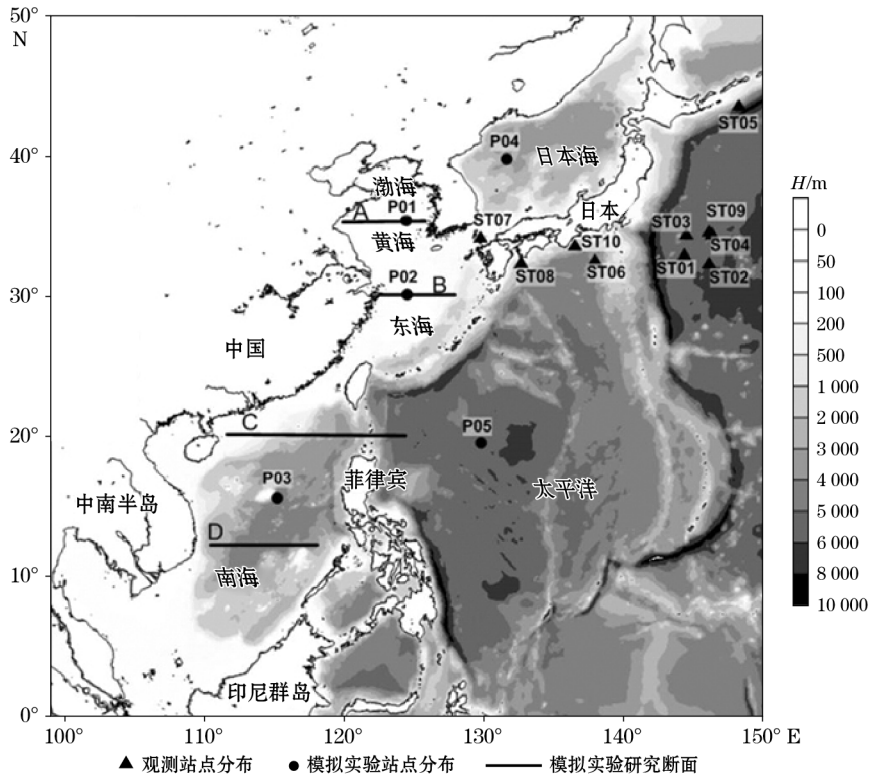 50°
N
40°
30°
20°
10°
0°
100°
110°
120°
130°
140°
150° E
P04
日本海
ST05
渤海
A
P01
黄海
ST07
日本
ST03
ST09
ST10
ST04
ST08
ST06
ST01
ST02
P02
B
东海
中国
C
P05
P03
菲律宾
太平洋
中南半岛
D
南海
印尼群岛
H/m
0
50
100
200
500
1 000
2 000
3 000
4 000
5 000
6 000
8 000
10 000
▲ 观测站点分布 ● 模拟实验站点分布 —— 模拟实验研究断面